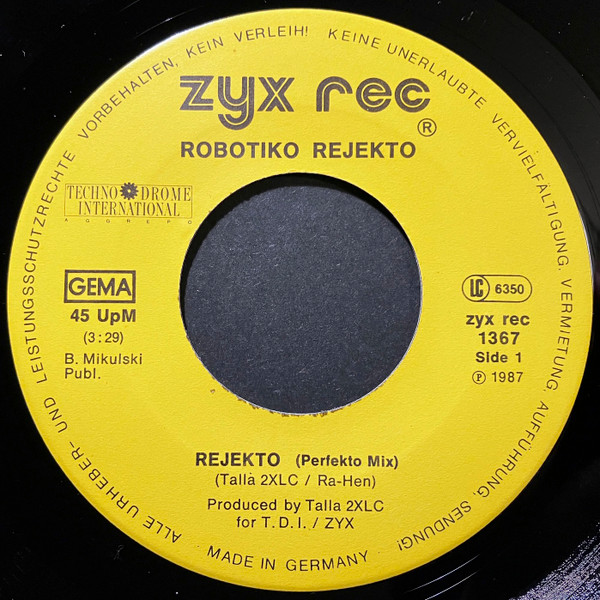 ALLE URHEBER- UND LEISTUNGSSCHUTZRECHTE VORBEHALTEN, KEIN VERLEIH! KEINE UNERLAUBTE VERVIELFÄLTIGUNG, VERMIETUNG, AUFFÜHRUNG, SENDUNG!
zyx rec
®
ROBOTIKO REJEKTO
TECHNO DROME
INTERNATIONAL
AGGREPO
GEMA
45 UpM
(3:29)
B. Mikulski
Publ.
LC 6350
zyx rec
1367
Side 1
℗ 1987
REJEKTO (Perfekto Mix)
(Talla 2XLC / Ra-Hen)
Produced by Talla 2XLC
for T.D.I. / ZYX
MADE IN GERMANY